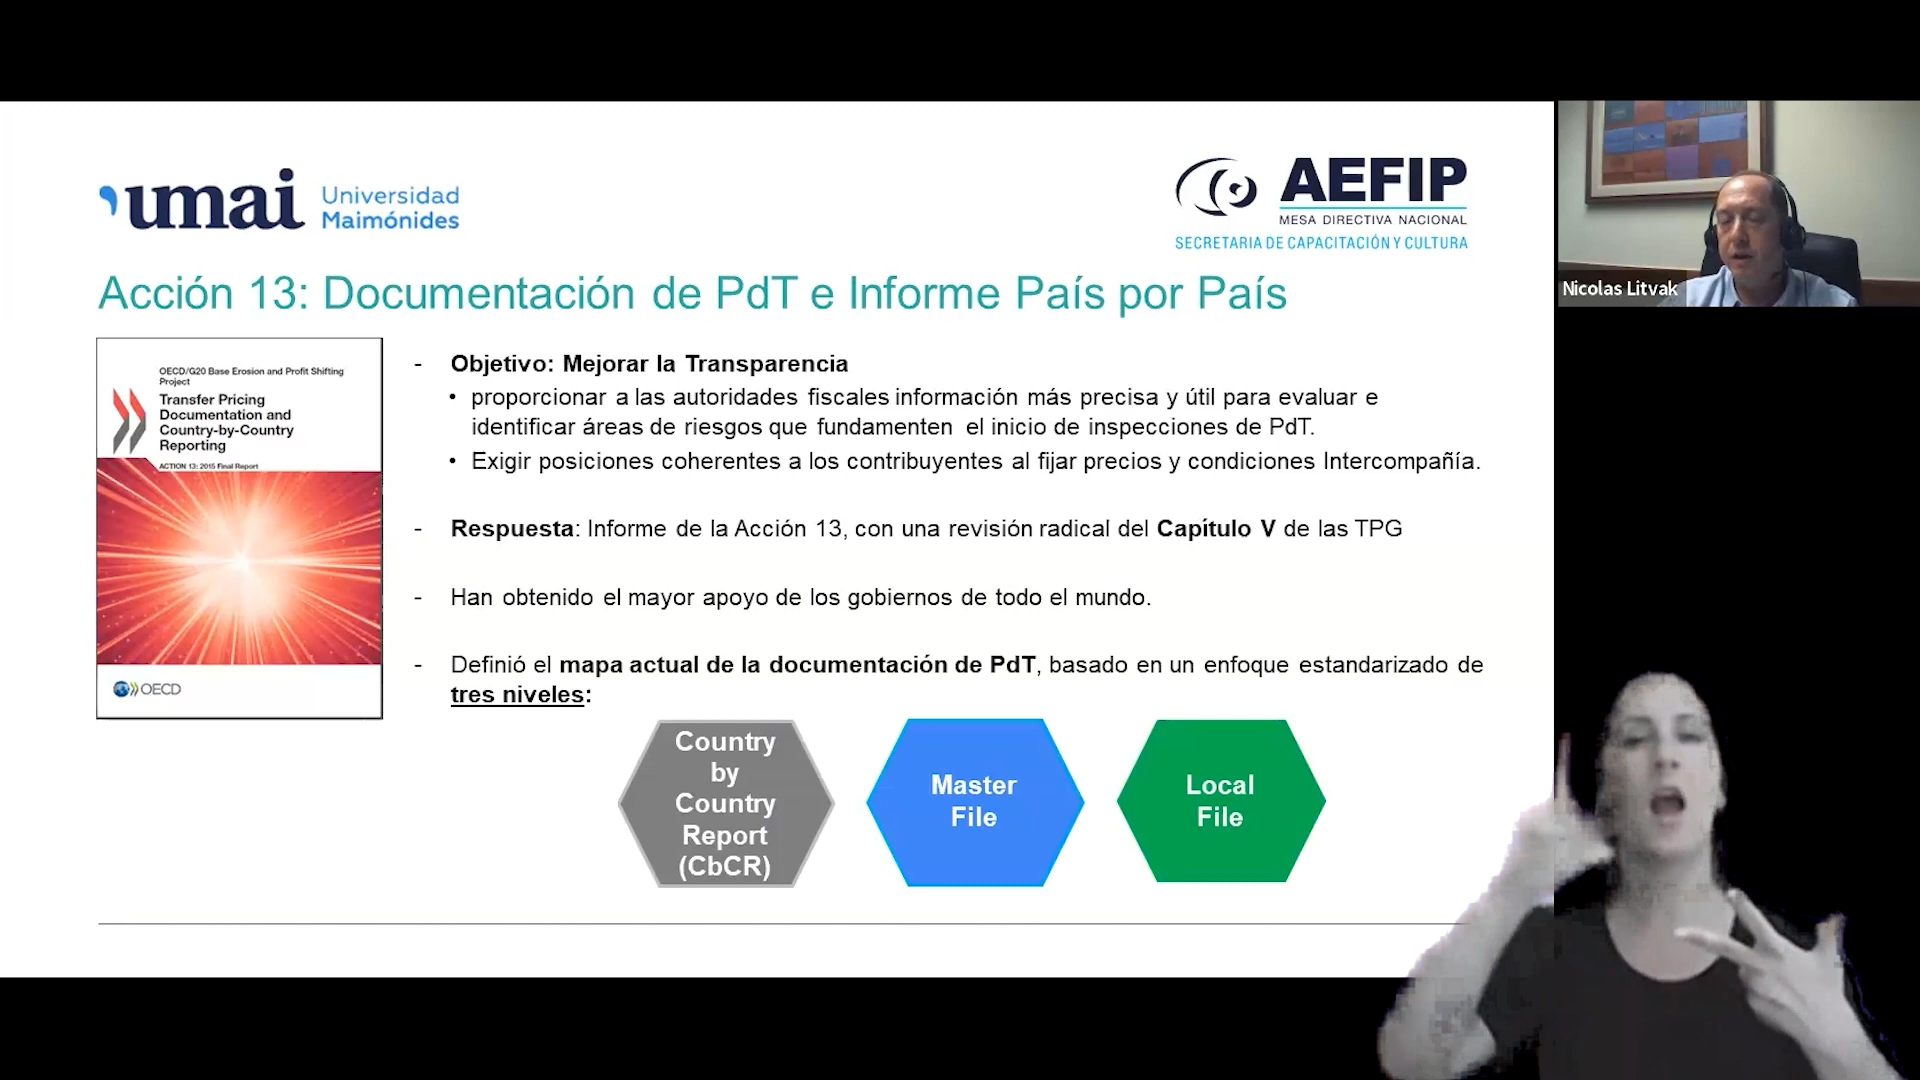 umai Universidad
Maimónides
AEFIP
MESA DIRECTIVA NACIONAL
SECRETARIA DE CAPACITACIÓN Y CULTURA
Nicolas Litvak
Acción 13: Documentación de PdT e Informe País por País
OECD/G20 Base Erosion and Profit Shifting
Project
Transfer Pricing
Documentation and
Country-by-Country
Reporting
ACTION 13: 2015 Final Report
OECD
- Objetivo: Mejorar la Transparencia
• proporcionar a las autoridades fiscales información más precisa y útil para evaluar e
identificar áreas de riesgos que fundamenten el inicio de inspecciones de PdT.
• Exigir posiciones coherentes a los contribuyentes al fijar precios y condiciones Intercompañía.
- Respuesta: Informe de la Acción 13, con una revisión radical del Capítulo V de las TPG
- Han obtenido el mayor apoyo de los gobiernos de todo el mundo.
- Definió el mapa actual de la documentación de PdT, basado en un enfoque estandarizado de
tres niveles:
Country
by
Country
Report
(CbCR)
Master
File
Local
File